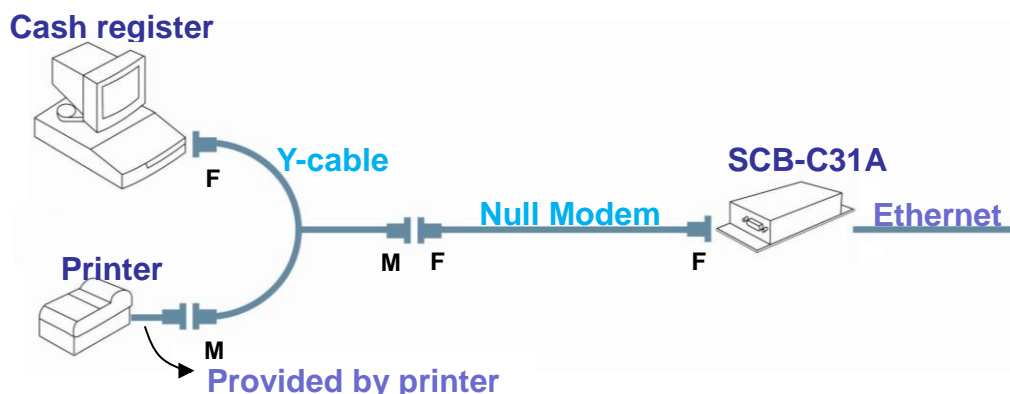 Cash register
F
Y-cable
SCB-C31A
Null Modem
Ethernet
M
F
F
Printer
M
Provided by printer